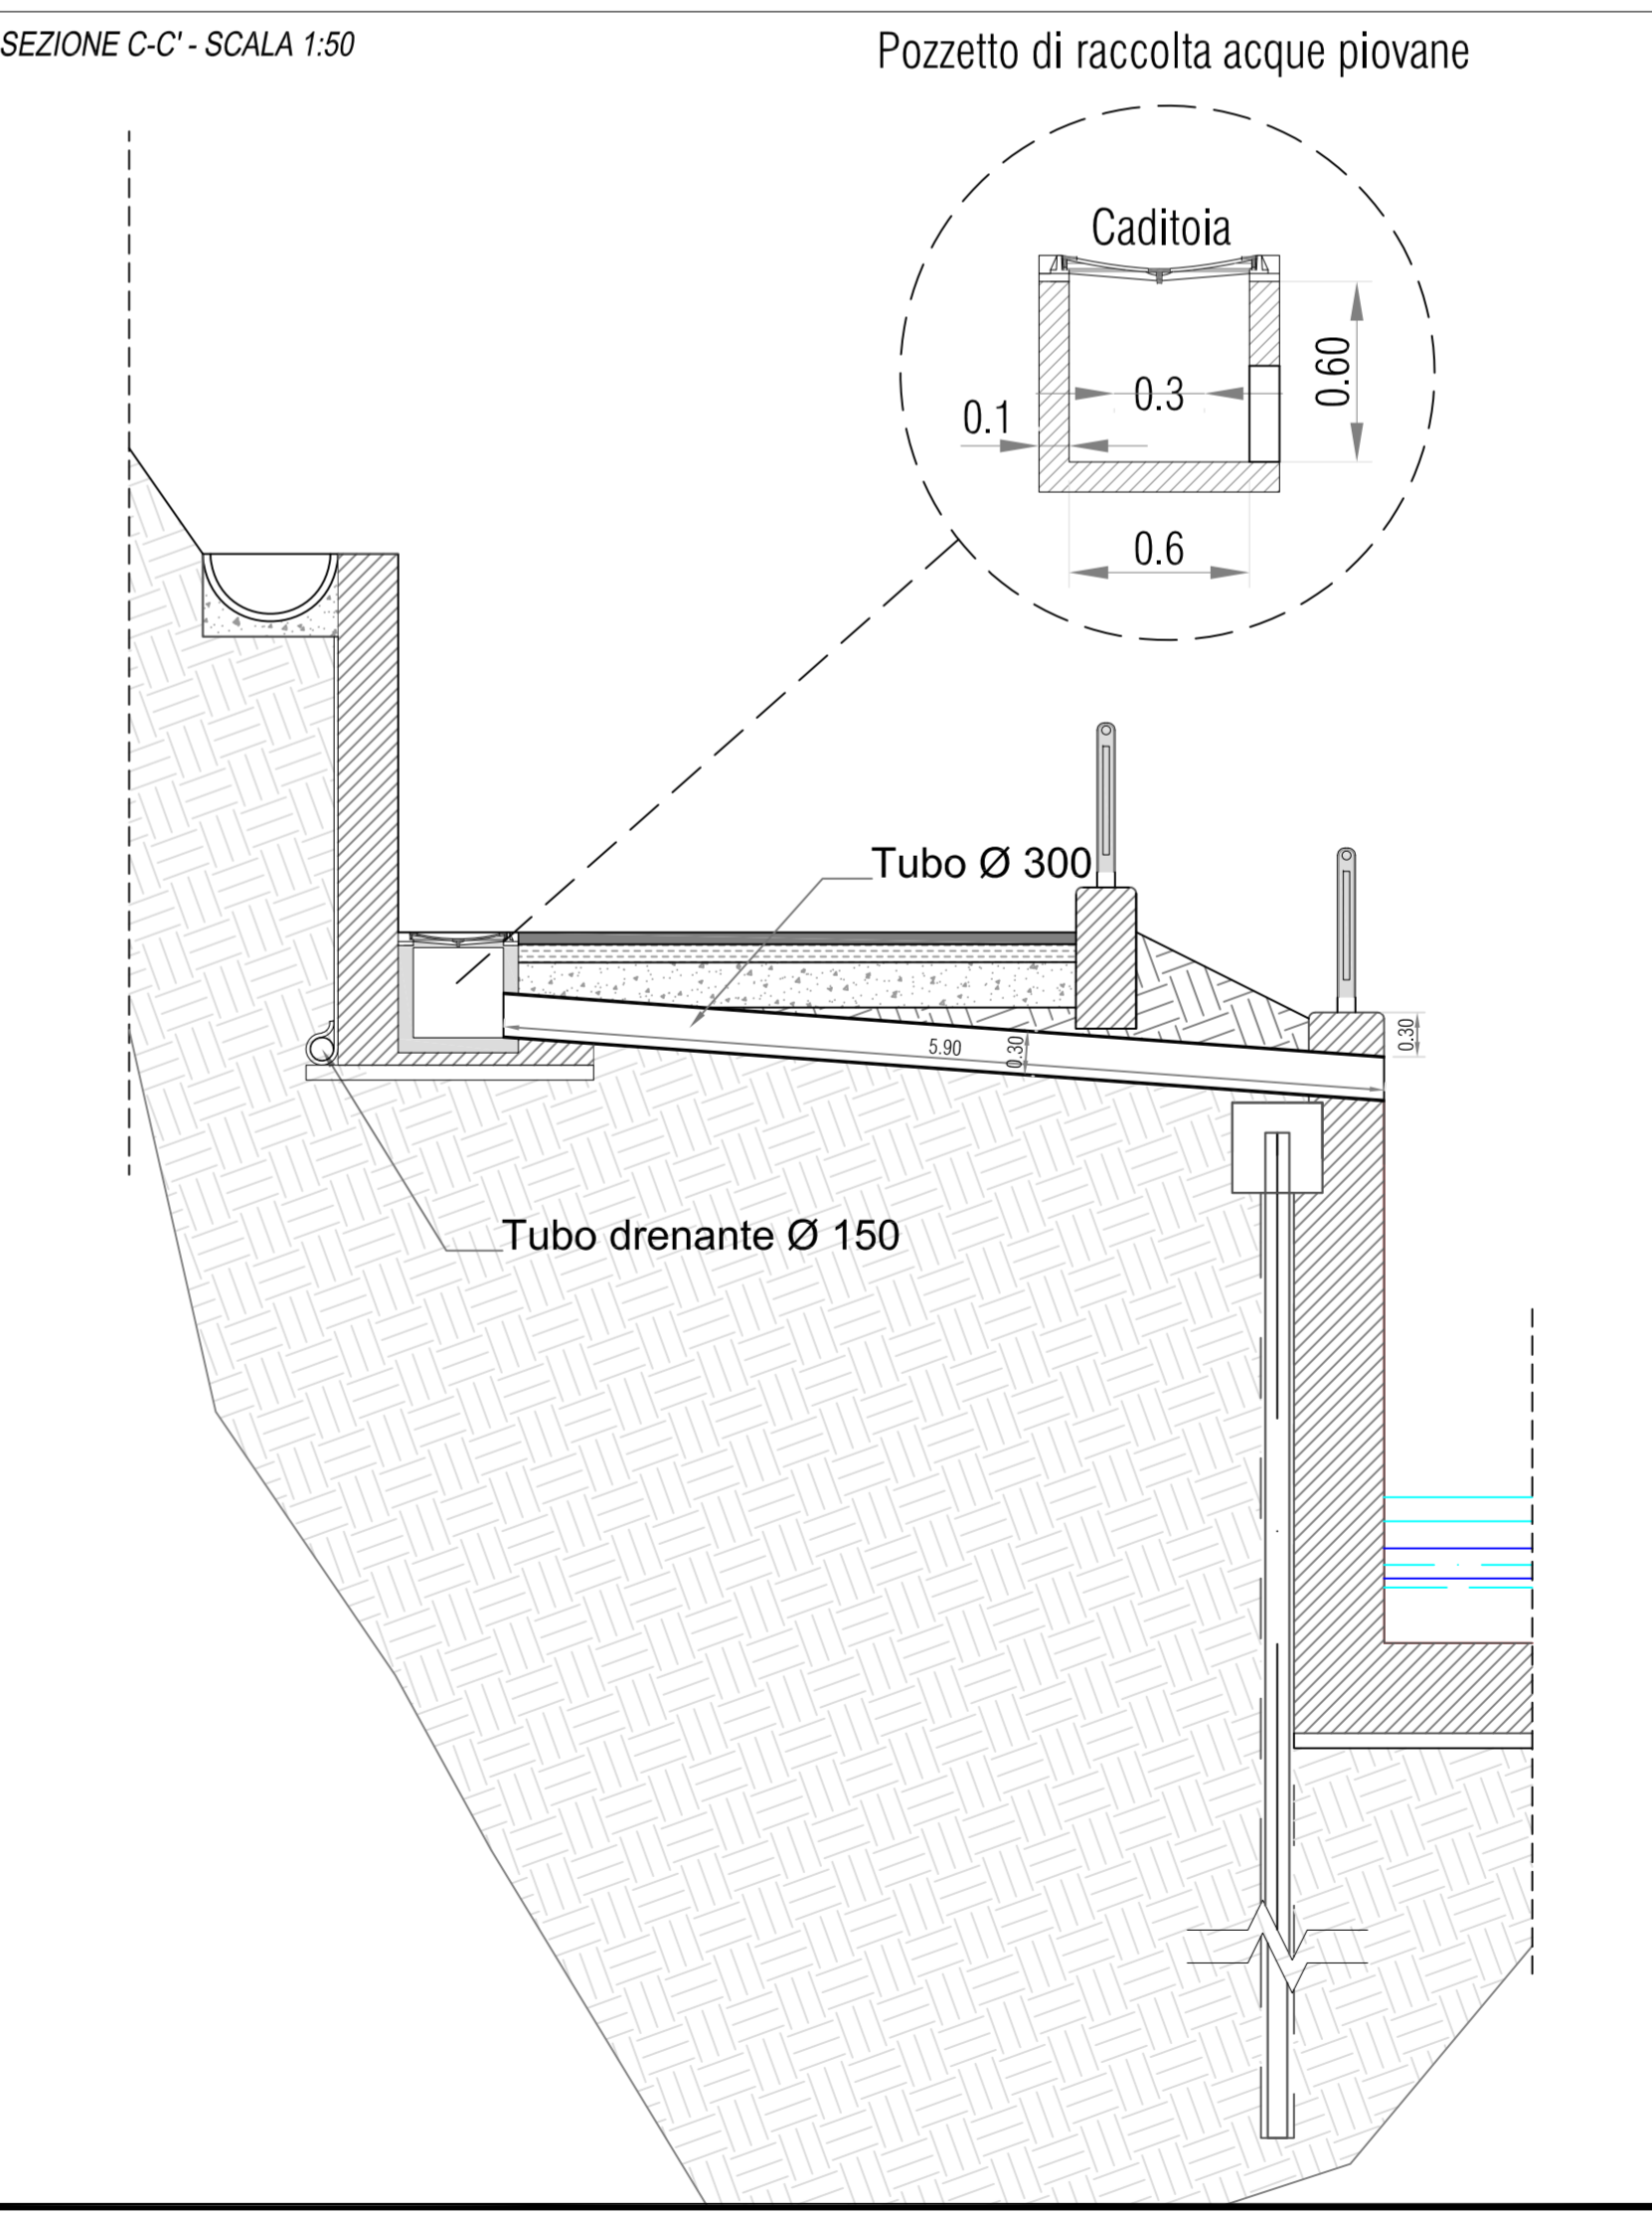 SEZIONE C-C' - SCALA 1:50
Pozzetto di raccolta acque piovane
Caditoia
0.60
0.3
0.1
0.6
Tubo Ø 300
0.30
5.90
0.30
Tubo drenante Ø 150